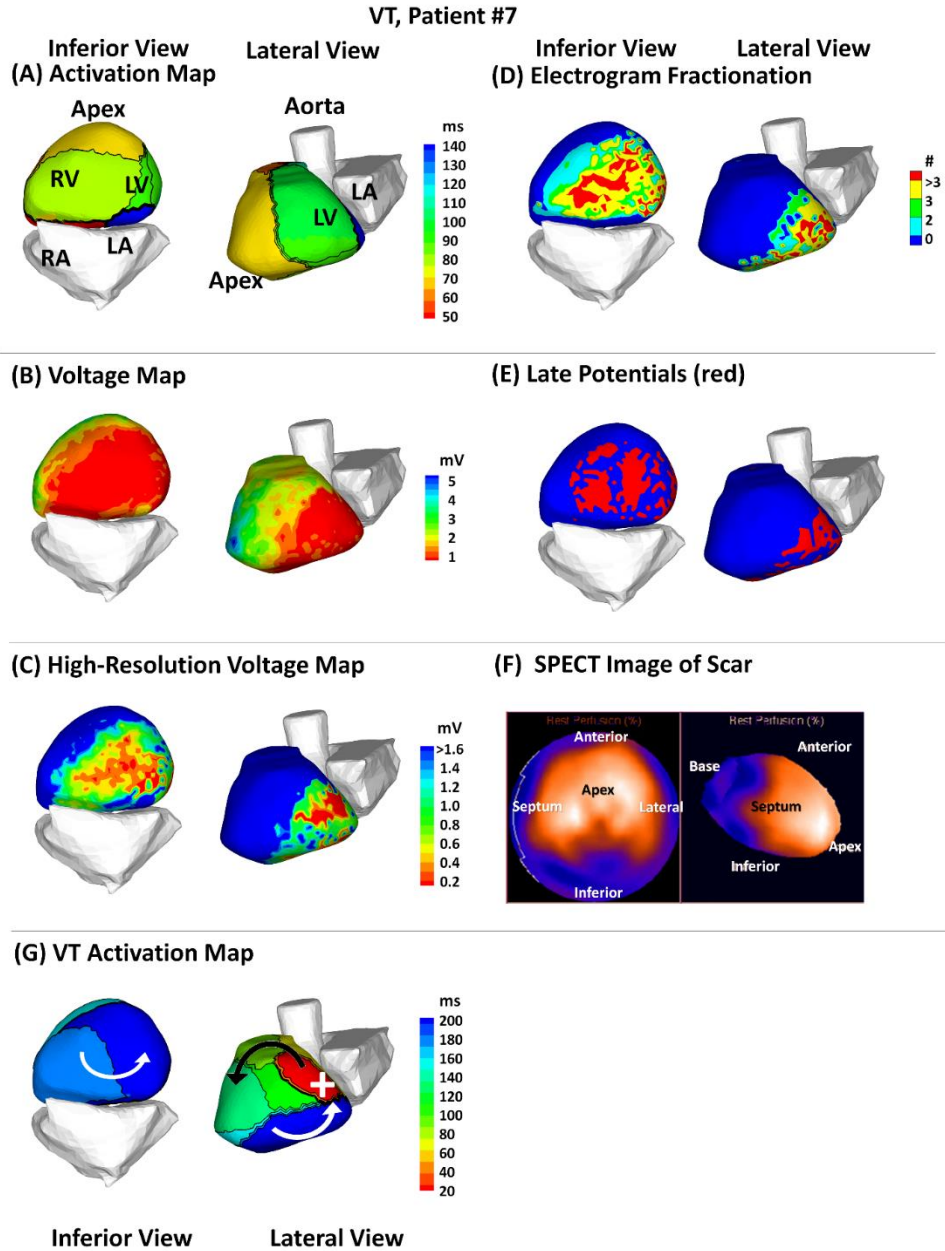 VT, Patient #7
Inferior View Lateral View Inferior View Lateral View
(A) Activation Map (D) Electrogram Fractionation
Apex Aorta
RV LV
RA LA
LA
LV
Apex
ms
140
130
120
110
100
90
80
70
60
50
#
>3
3
2
0
(B) Voltage Map (E) Late Potentials (red)
mV
5
4
3
2
1
(C) High-Resolution Voltage Map (F) SPECT Image of Scar
mV
>1.6
1.4
1.2
1.0
0.8
0.6
0.4
0.2
Rest Perfusion (%) Rest Perfusion (%)
Anterior
Apex
Septum Lateral
Inferior
Anterior
Base
Septum
Apex
Inferior
(G) VT Activation Map
ms
200
180
160
140
120
100
80
60
40
20
+
Inferior View Lateral View